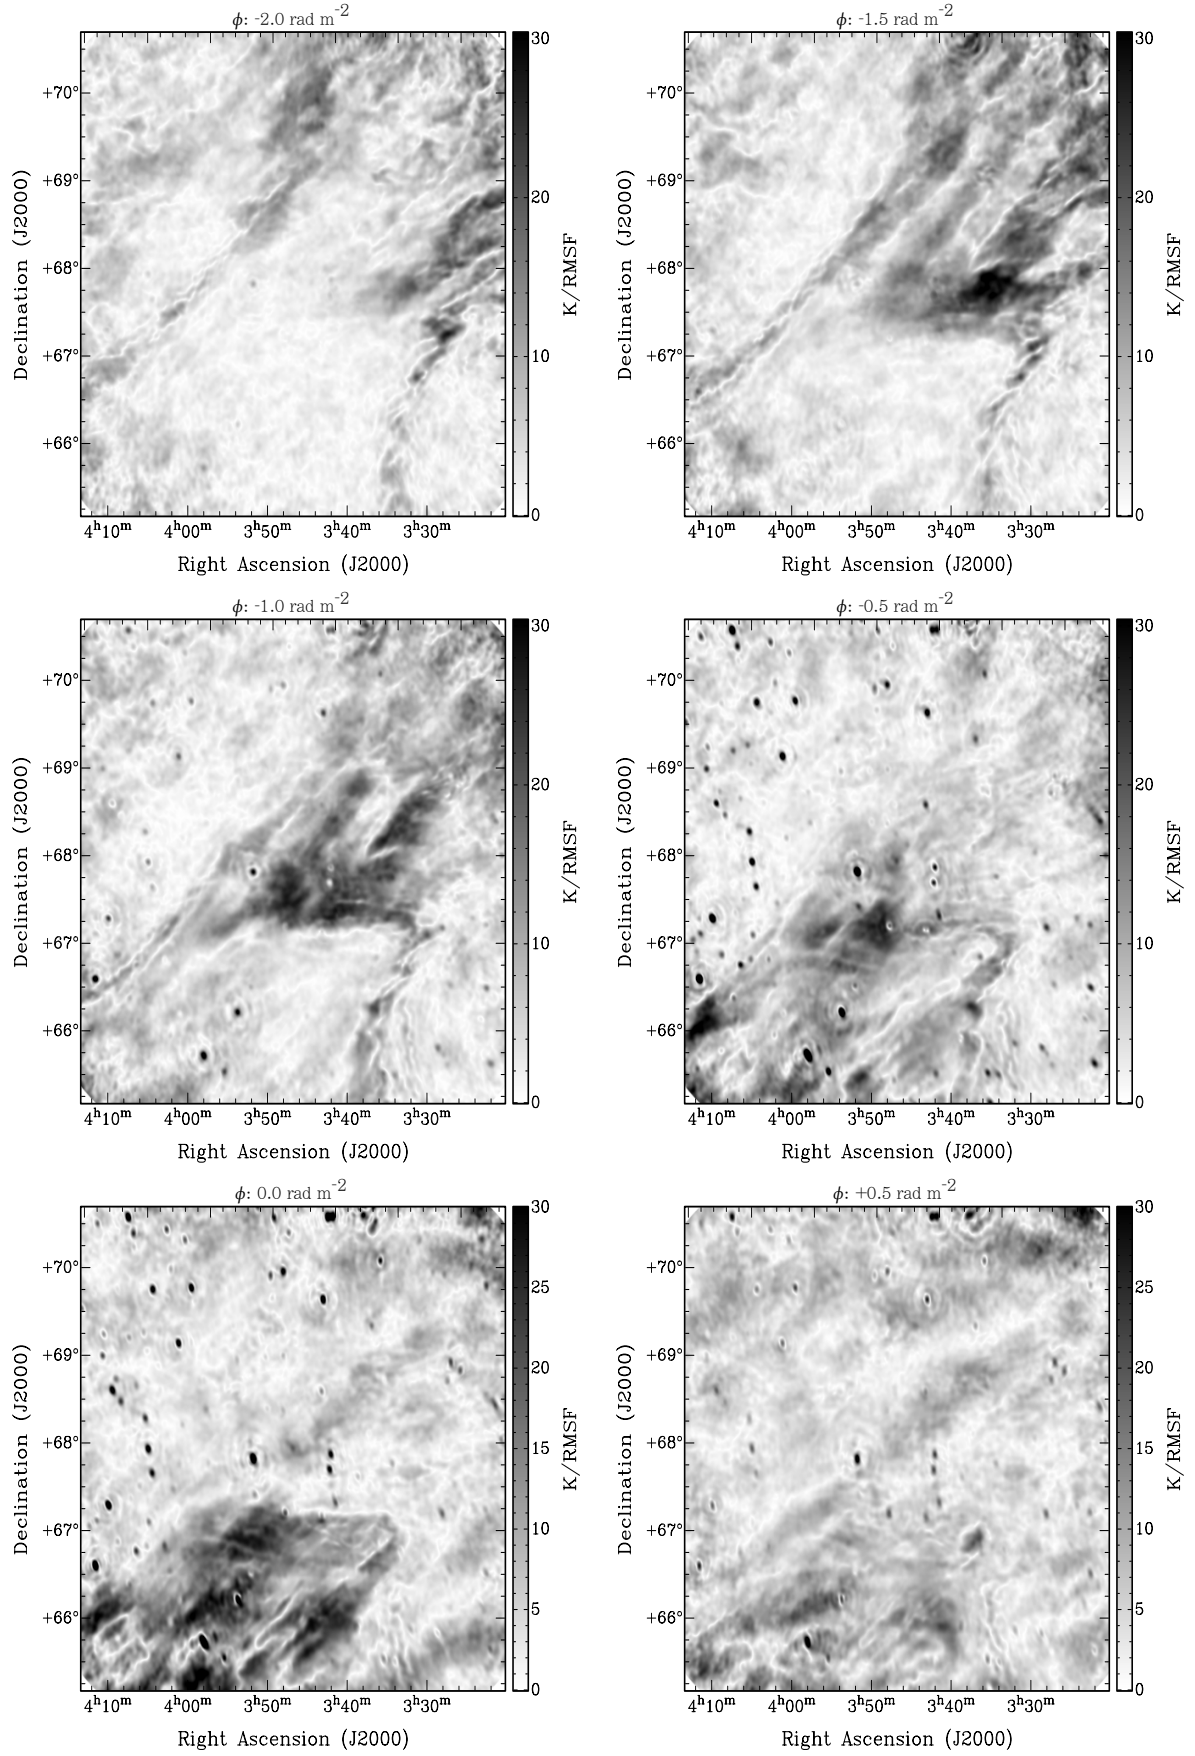 ϕ: -2.0 rad m-2
ϕ: -1.5 rad m-2
+70°
+69°
+68°
+67°
+66°
Declination (J2000)
30
20
10
0
K/RMSF
+70°
+69°
+68°
+67°
+66°
Declination (J2000)
30
20
10
0
K/RMSF
4h10m 4h00m 3h50m 3h40m 3h30m
Right Ascension (J2000)
4h10m 4h00m 3h50m 3h40m 3h30m
Right Ascension (J2000)
ϕ: -1.0 rad m-2
ϕ: -0.5 rad m-2
+70°
+69°
+68°
+67°
+66°
Declination (J2000)
30
20
10
0
K/RMSF
+70°
+69°
+68°
+67°
+66°
Declination (J2000)
30
20
10
0
K/RMSF
4h10m 4h00m 3h50m 3h40m 3h30m
Right Ascension (J2000)
4h10m 4h00m 3h50m 3h40m 3h30m
Right Ascension (J2000)
ϕ: 0.0 rad m-2
ϕ: +0.5 rad m-2
+70°
+69°
+68°
+67°
+66°
Declination (J2000)
30
25
20
15
10
5
0
K/RMSF
+70°
+69°
+68°
+67°
+66°
Declination (J2000)
30
25
20
15
10
5
0
K/RMSF
4h10m 4h00m 3h50m 3h40m 3h30m
Right Ascension (J2000)
4h10m 4h00m 3h50m 3h40m 3h30m
Right Ascension (J2000)